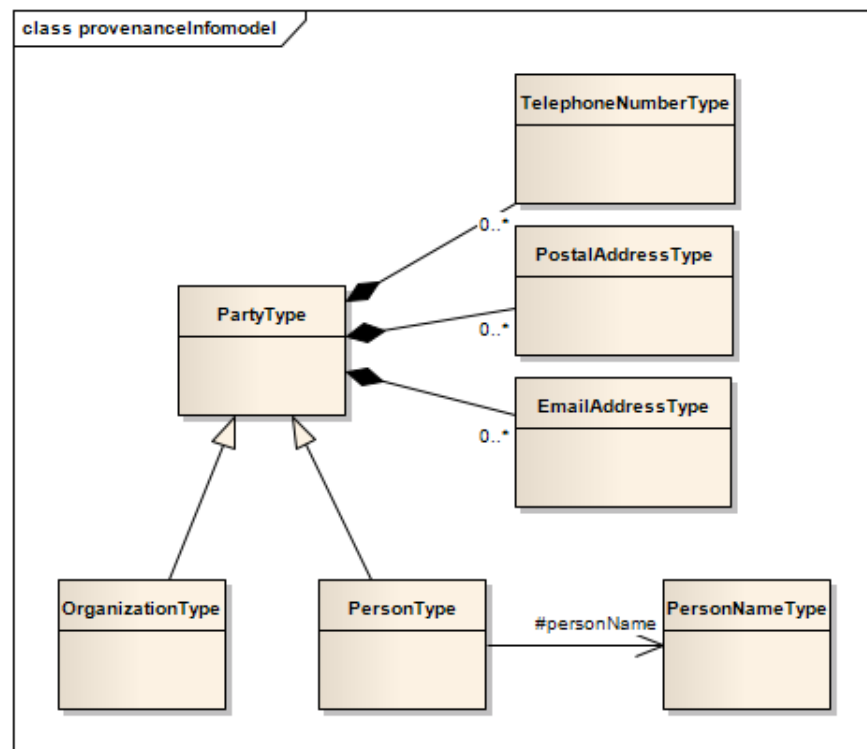 class provenanceInfomodel
TelephoneNumberType
0..*
PostalAddressType
PartyType
0..*
EmailAddressType
0..*
OrganizationType
PersonType
#personName
PersonNameType